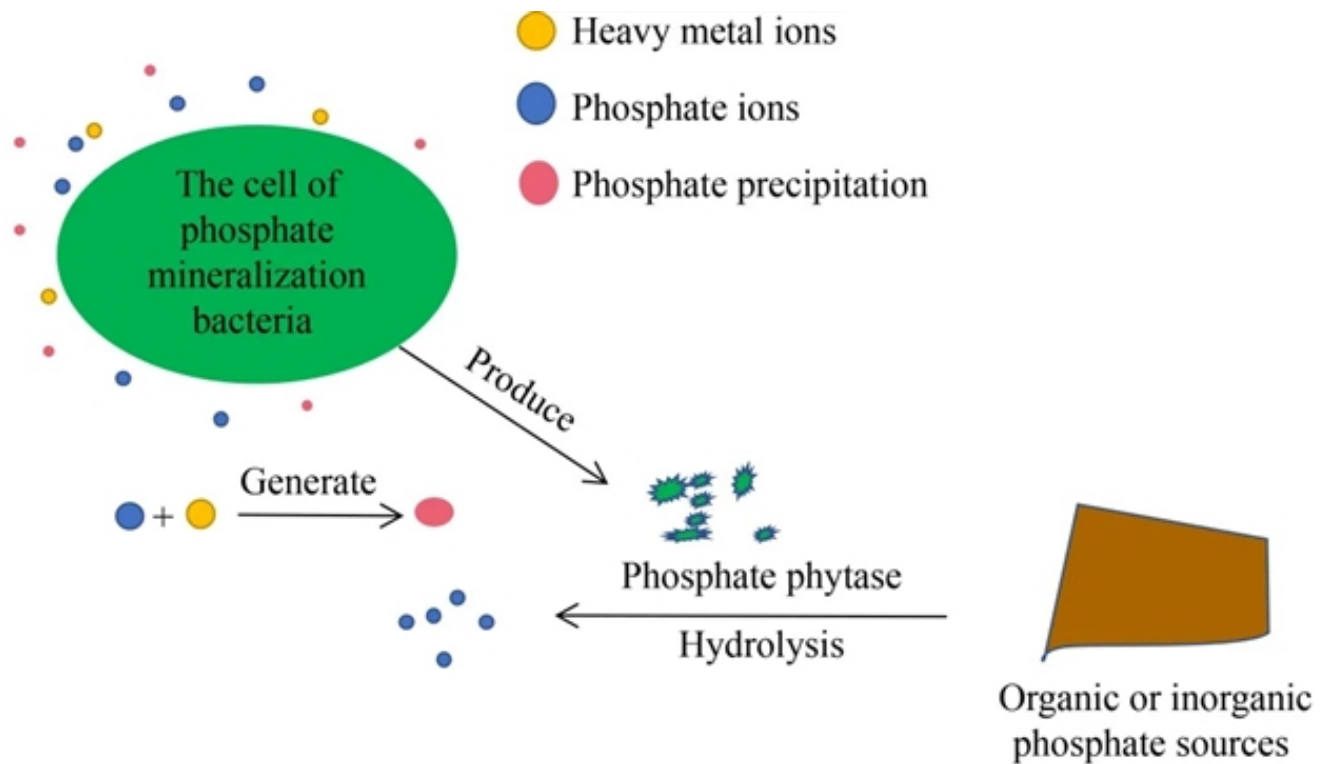 Heavy metal ions
Phosphate ions
Phosphate precipitation
The cell of
phosphate
mineralization
bacteria
Produce
Generate
+
Phosphate phytase
Hydrolysis
Organic or inorganic
phosphate sources